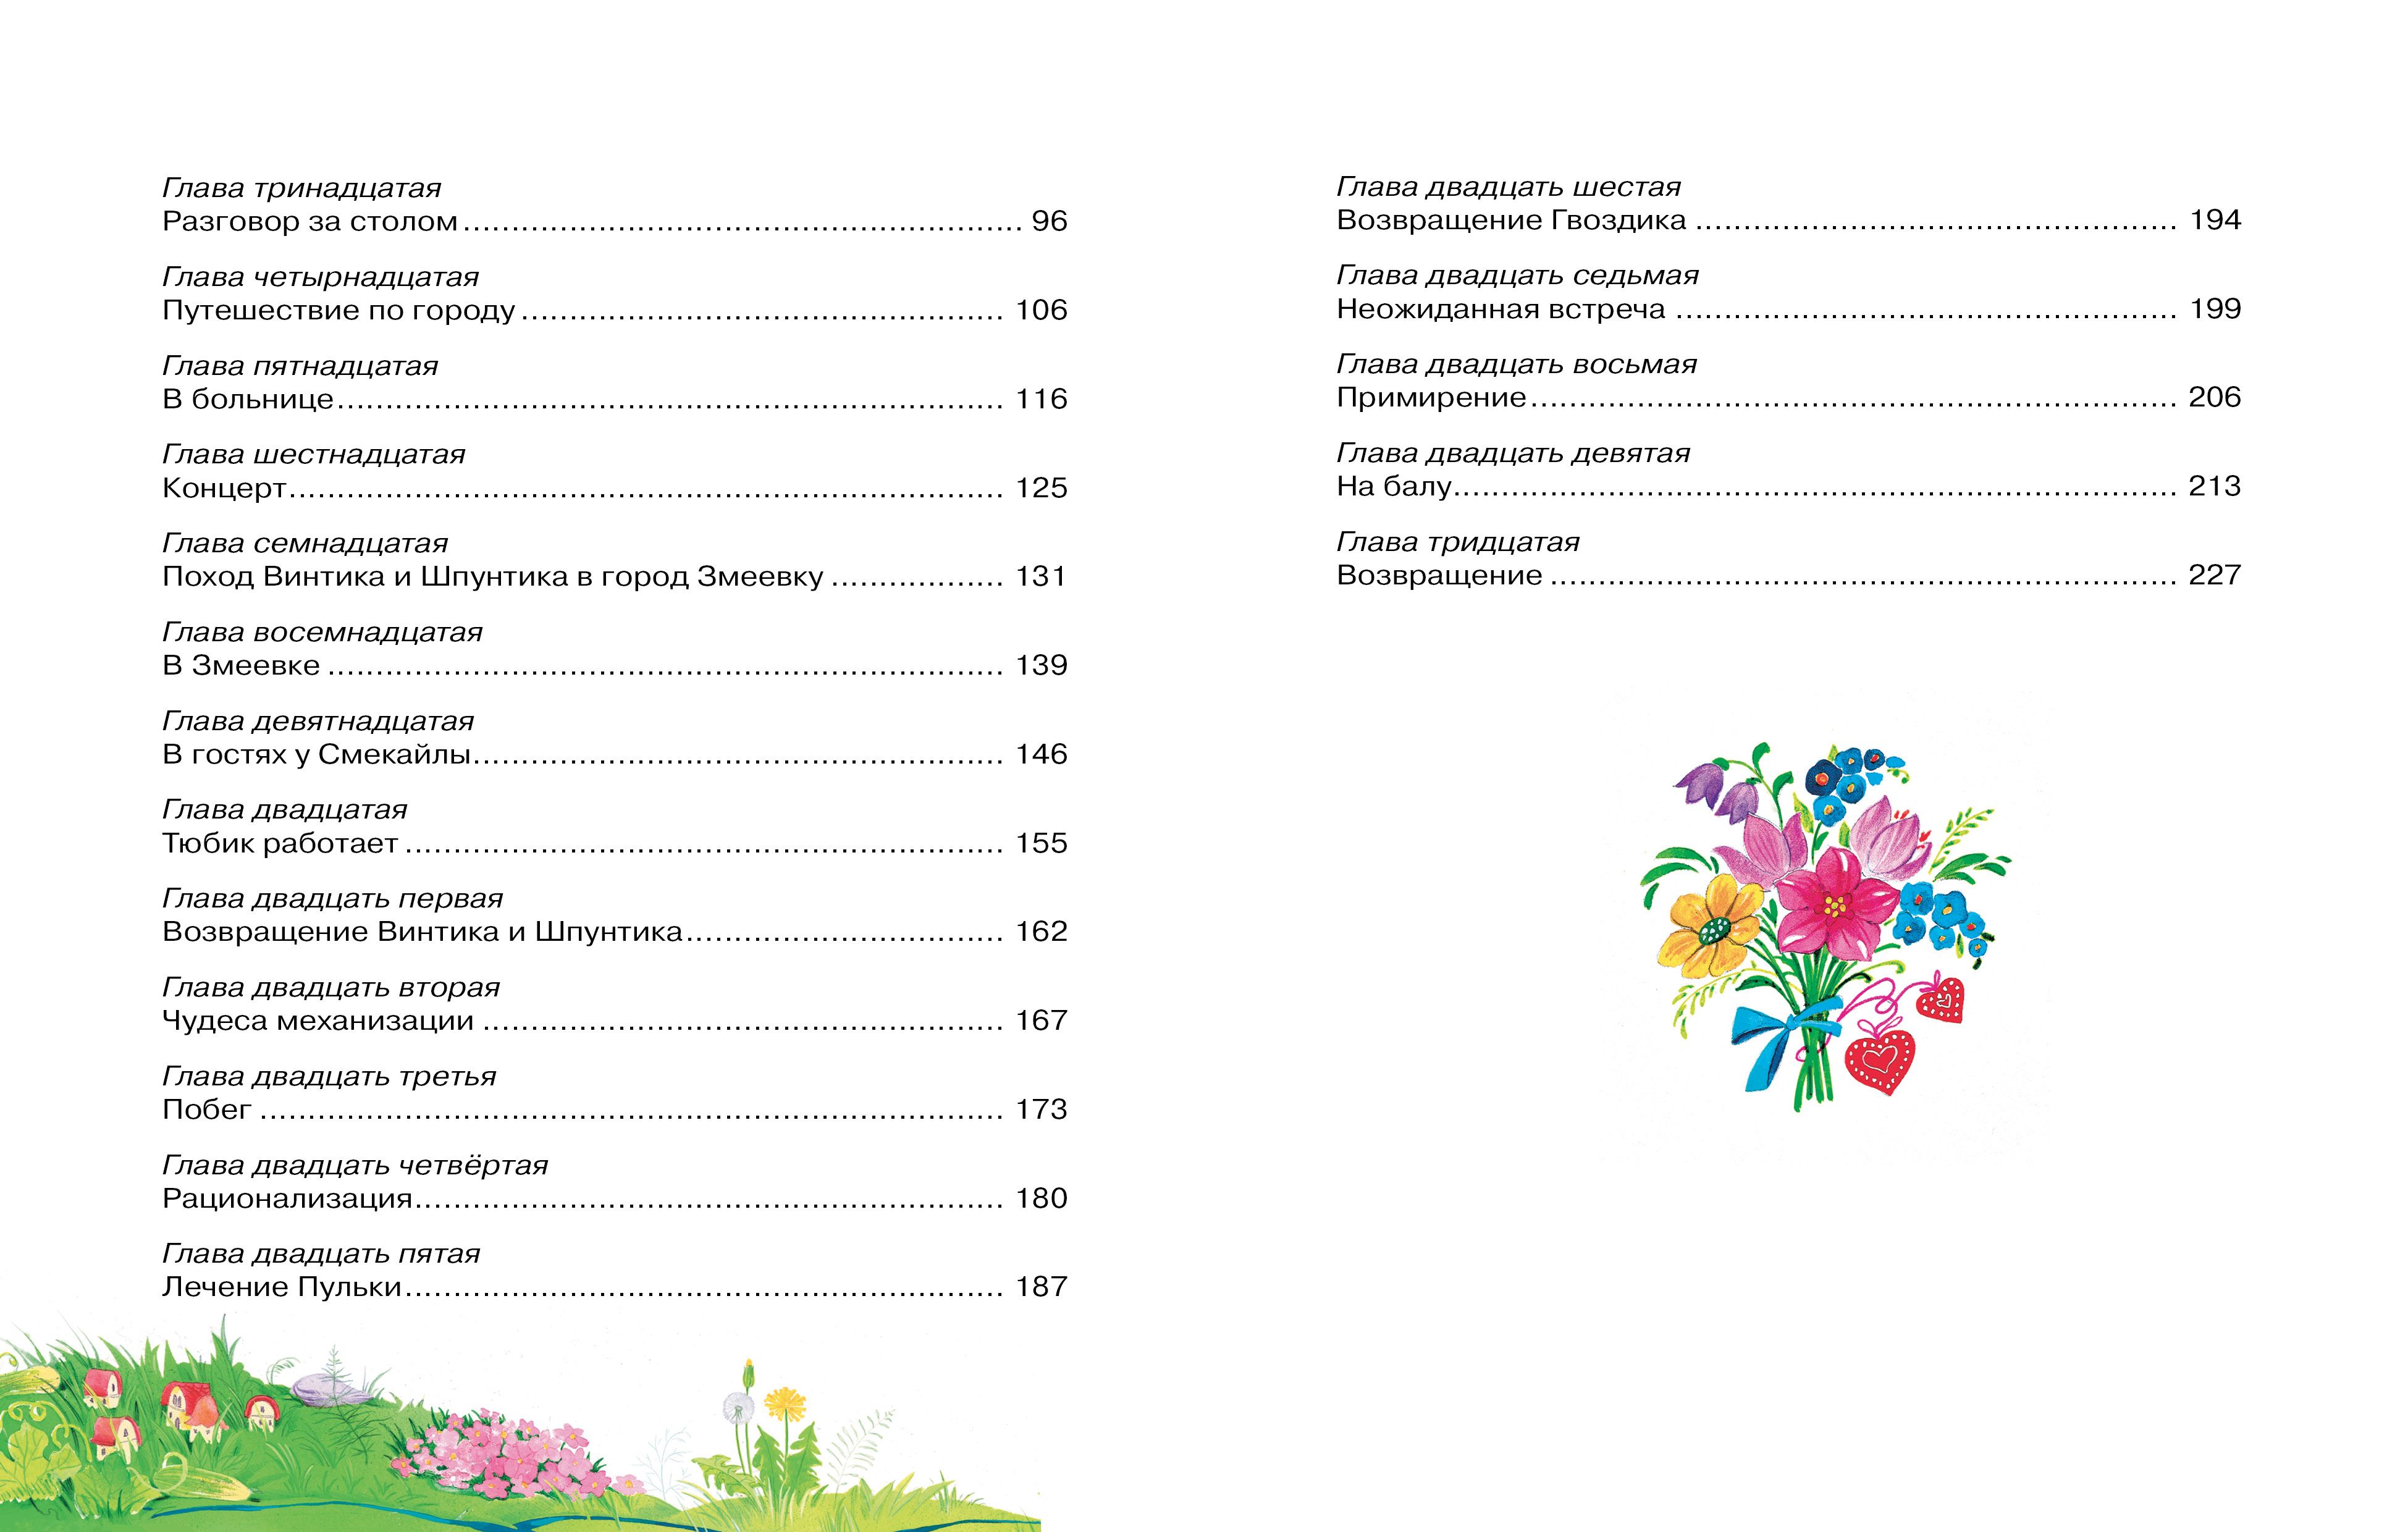 Глава тринадцатая
Разговор за столом ........................................................ 96
Глава четырнадцатая
Путешествие по городу ................................................ 106
Глава пятнадцатая
В больнице .................................................................... 116
Глава шестнадцатая
Концерт ......................................................................... 125
Глава семнадцатая
Поход Винтика и Шпунтика в город Змеевку .................. 131
Глава восемнадцатая
В Змеевке ...................................................................... 139
Глава девятнадцатая
В гостях у Смекайлы ...................................................... 146
Глава двадцатая
Тюбик работает ............................................................. 155
Глава двадцать первая
Возвращение Винтика и Шпунтика ................................. 162
Глава двадцать вторая
Чудеса механизации ..................................................... 167
Глава двадцать третья
Побег ............................................................................. 173
Глава двадцать четвёртая
Рационализация ............................................................ 180
Глава двадцать пятая
Лечение Пульки ............................................................. 187
Глава двадцать шестая
Возвращение Гвоздика ................................................. 194
Глава двадцать седьмая
Неожиданная встреча ................................................... 199
Глава двадцать восьмая
Примирение .................................................................. 206
Глава двадцать девятая
На балу .......................................................................... 213
Глава тридцатая
Возвращение ................................................................ 227